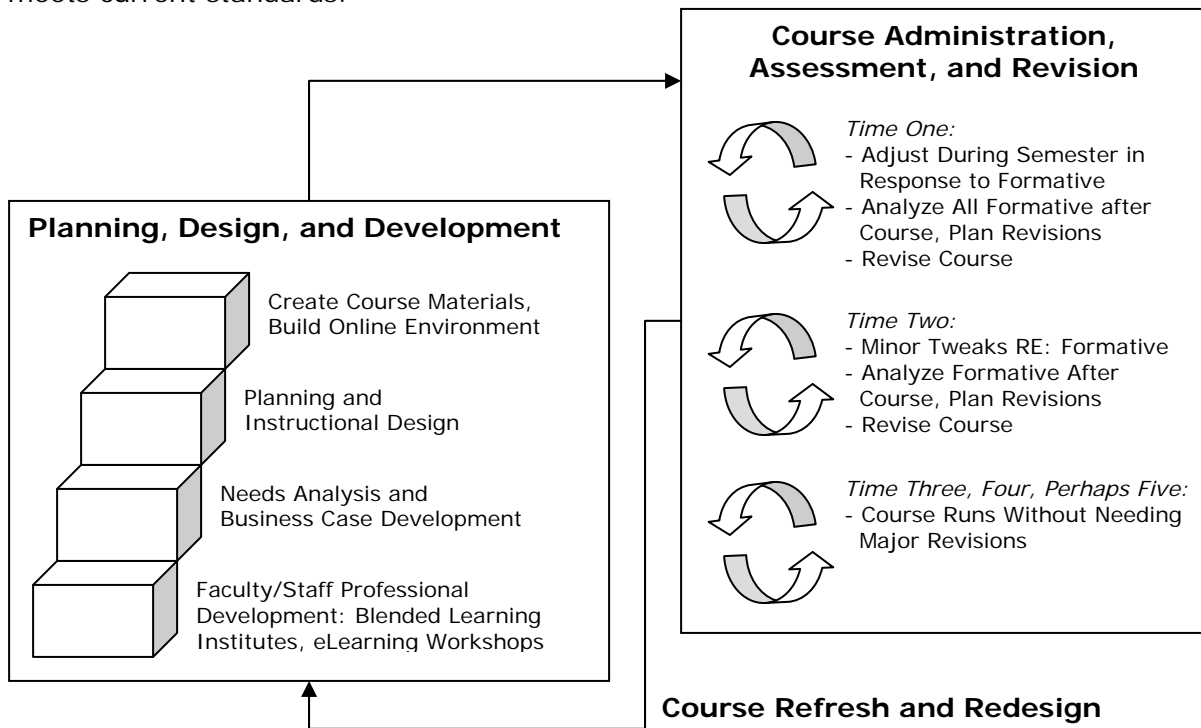 meets current standards.
Course Administration,
Assessment, and Revision
Time One:
- Adjust During Semester in
Response to Formative
- Analyze All Formative after
Course, Plan Revisions
- Revise Course
Time Two:
- Minor Tweaks RE: Formative
- Analyze Formative After
Course, Plan Revisions
- Revise Course
Time Three, Four, Perhaps Five:
- Course Runs Without Needing
Major Revisions
Planning, Design, and Development
Create Course Materials,
Build Online Environment
Planning and
Instructional Design
Needs Analysis and
Business Case Development
Faculty/Staff Professional
Development: Blended Learning
Institutes, eLearning Workshops
Course Refresh and Redesign